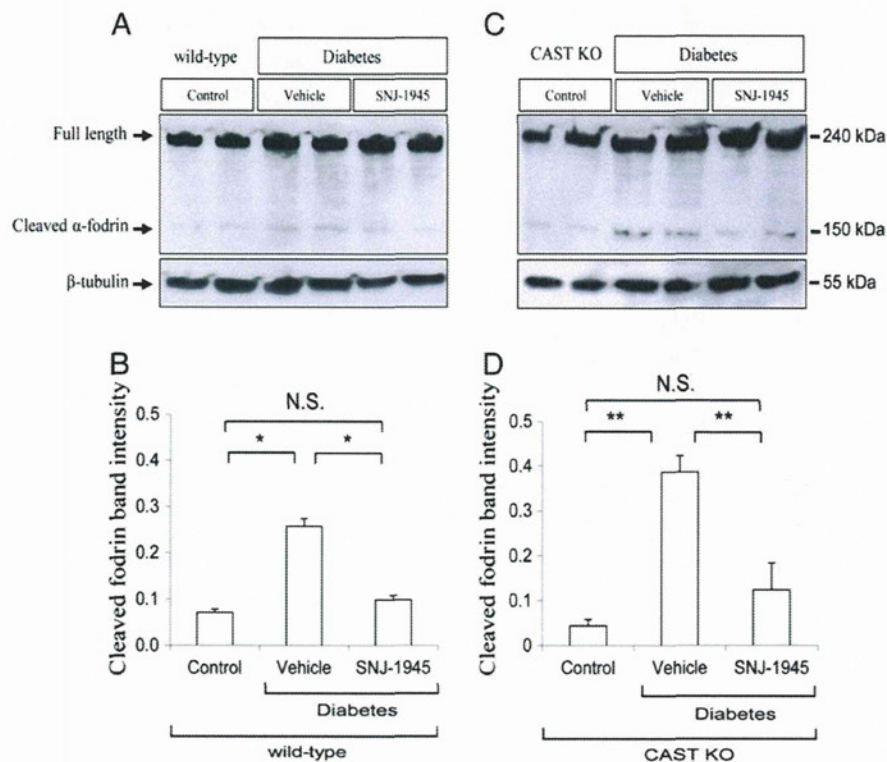 A
wild-type
Diabetes
Control
Vehicle
SNJ-1945
Full length
Cleaved α-fodrin
β-tubulin
C
CAST KO
Diabetes
Control
Vehicle
SNJ-1945
240 kDa
150 kDa
55 kDa
B
Cleaved fodrin band intensity
0.5
0.4
0.3
0.2
0.1
0.0
N.S.
*
*
Control
Vehicle
SNJ-1945
Diabetes
wild-type
D
Cleaved fodrin band intensity
0.5
0.4
0.3
0.2
0.1
0
N.S.
**
**
Control
Vehicle
SNJ-1945
Diabetes
CAST KO